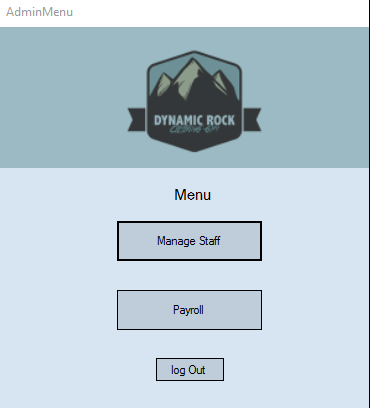 AdminMenu
DYNAMIC ROCK
Menu
Manage Staff
Payroll
log Out